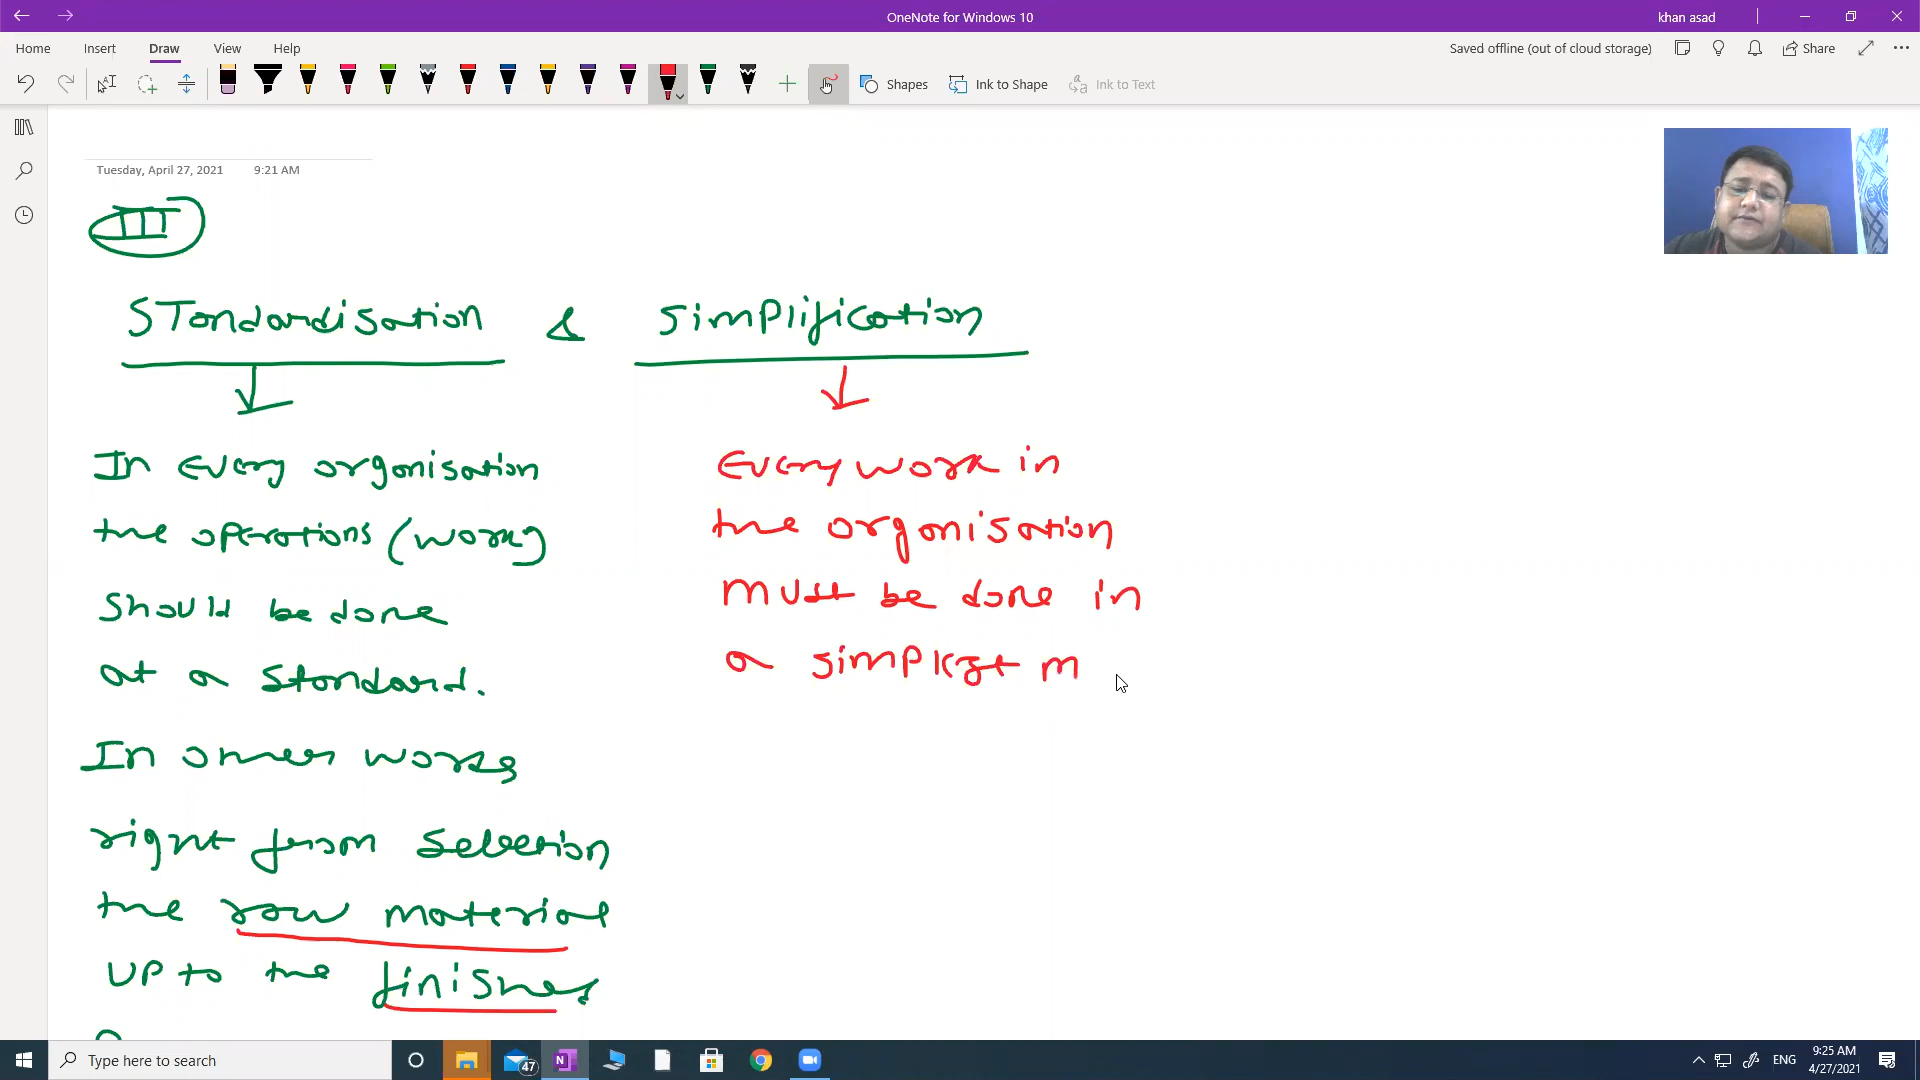 OneNote for Windows 10
khan asad
Home Insert Draw View Help
Saved offline (out of cloud storage)
Share
Shapes
Ink to Shape
Ink to Text
Tuesday, April 27, 2021 9:21 AM
III
Standardisation & Simplification
In every organisation
the operations (work)
should be done
at a standard.
In other works
right from selection
the raw material
up to the finished
Every work in
the organisation
must be done in
a simplest m
Type here to search
47
ENG
9:25 AM
4/27/2021